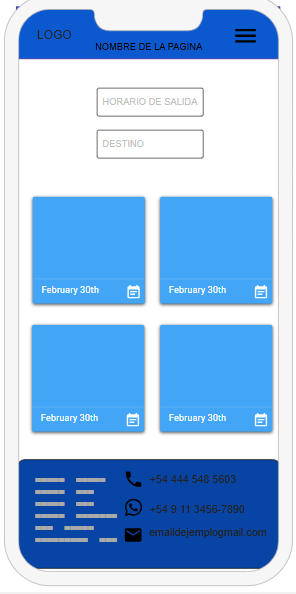 LOGO
NOMBRE DE LA PAGINA
HORARIO DE SALIDA
DESTINO
February 30th
February 30th
February 30th
February 30th
+54 444 548 5603
+54 9 11 3456-7890
emaildejemplogmail.com